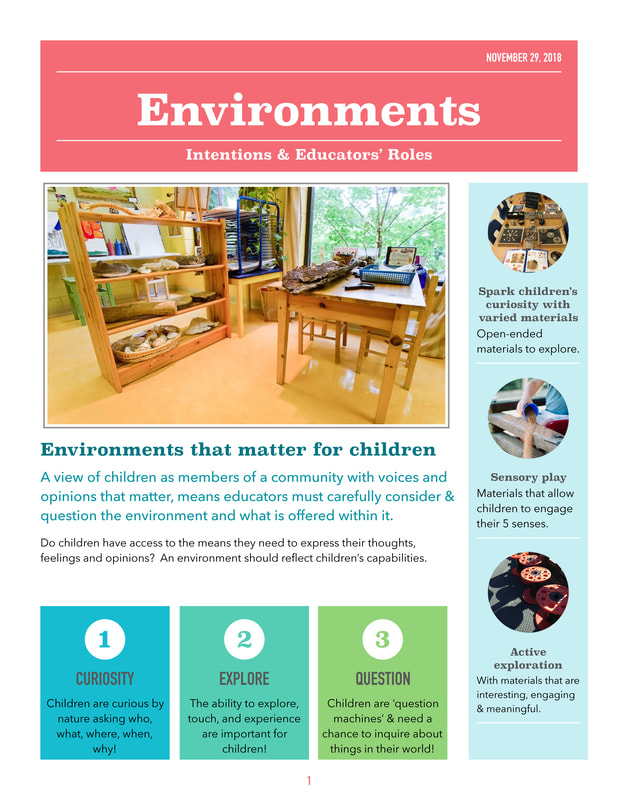 NOVEMBER 29, 2018
Environments
Intentions & Educators’ Roles
Environments that matter for children
A view of children as members of a community with voices and
opinions that matter, means educators must carefully consider &
question the environment and what is offered within it.
Do children have access to the means they need to express their thoughts,
feelings and opinions?  An environment should reflect children’s capabilities.
1
CURIOSITY
Children are curious by
nature asking who,
what, where, when,
why!
2
EXPLORE
The ability to explore,
touch, and experience
are important for
children!
3
QUESTION
Children are ‘question
machines’ & need a
chance to inquire about
things in their world!
Spark children’s
curiosity with
varied materials
Open-ended
materials to explore.
Sensory play
Materials that allow
children to engage
their 5 senses.
Active
exploration
With materials that are
interesting, engaging
& meaningful.
1